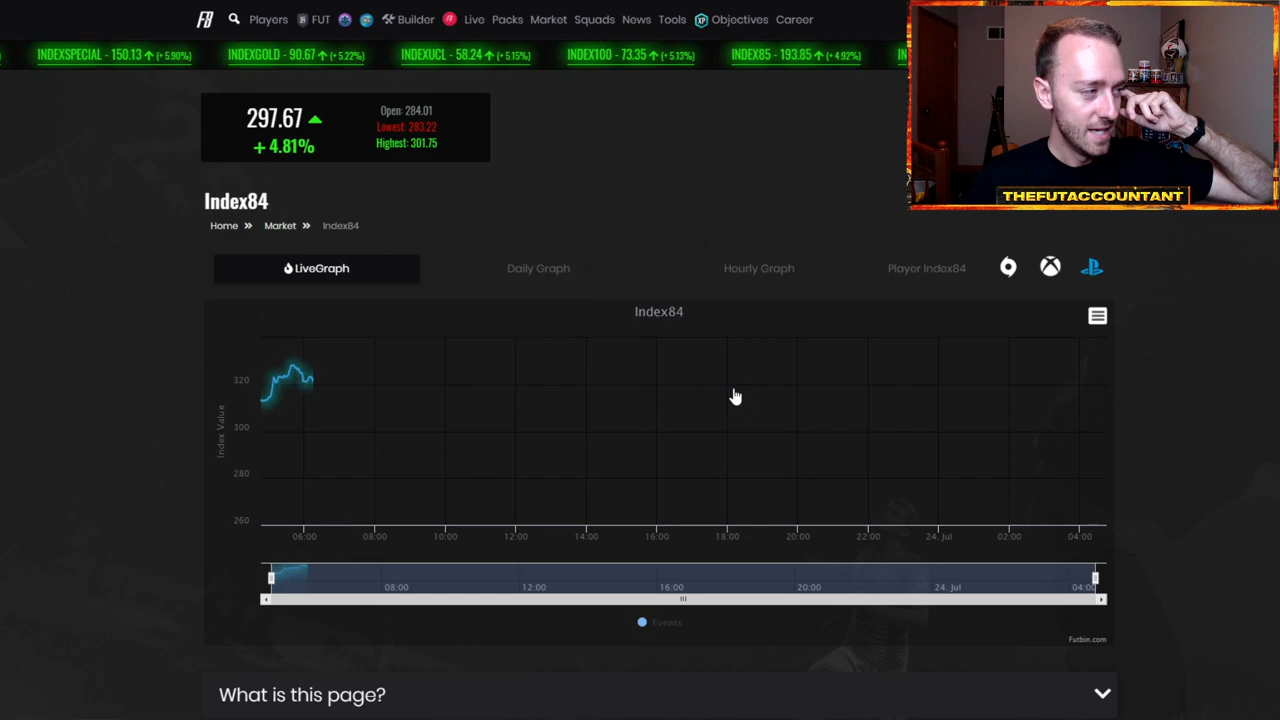 FB Players FUT Builder Live Packs Market Squads News Tools XP Objectives Career
INDEXSPECIAL - 150.13 (+ 5.90%) INDEXGOLD - 90.67 (+ 5.22%) INDEXUCL - 58.24 (+ 5.15%) INDEX100 - 73.35 (+ 5.13%) INDEX85 - 193.85 (+ 4.92%) IN
297.67
+ 4.81%
Open: 284.01
Lowest: 283.22
Highest: 301.75
THEFUTACCOUNTANT
Index84
Home » Market » Index84
LiveGraph Daily Graph Hourly Graph Player Index84
Index84
Index Value
320
300
280
260
06:00 08:00 10:00 12:00 14:00 16:00 18:00 20:00 22:00 24. Jul 02:00 04:00
08:00 12:00 16:00 20:00 24. Jul 04:00
Events
Futbin.com
What is this page?